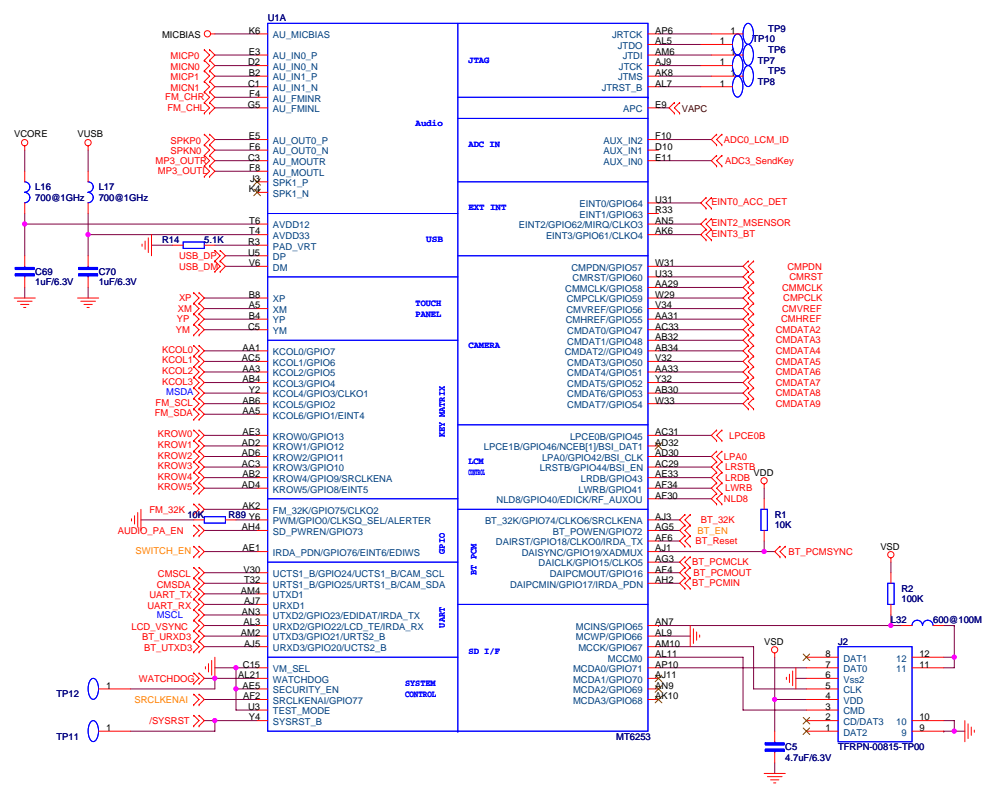 U1A
MICBIAS K6 AU_MICBIAS
MICP0 E3 AU_IN0_P
MICN0 D2 AU_IN0_N
MICP1 B2 AU_IN1_P
MICN1 C1 AU_IN1_N
FM_CHR F4 AU_FMINR
FM_CHL G5 AU_FMINL
Audio
SPKP0 E5 AU_OUT0_P
SPKN0 F6 AU_OUT0_N
MP3_OUTR C3 AU_MOUTR
MP3_OUTL F8 AU_MOUTL
J3 SPK1_P
K4 SPK1_N
VCORE VUSB
L16 700@1GHz
L17 700@1GHz
T6 AVDD12
T4 AVDD33
R14 5.1K R3 PAD_VRT
USB
USB_DP U5 DP
USB_DM V6 DM
C69 1uF/6.3V
C70 1uF/6.3V
XP B8 XP
XM A5 XM
YP B4 YP
YM C5 YM
TOUCH PANEL
KCOL0 AA1 KCOL0/GPIO7
KCOL1 AC5 KCOL1/GPIO6
KCOL2 AA3 KCOL2/GPIO5
KCOL3 AB4 KCOL3/GPIO4
MSDA Y2 KCOL4/GPIO3/CLKO1
FM_SCL AB6 KCOL5/GPIO2
FM_SDA AA5 KCOL6/GPIO1/EINT4
KEY MATRIX
KROW0 AE3 KROW0/GPIO13
KROW1 AD2 KROW1/GPIO12
KROW2 AD6 KROW2/GPIO11
KROW3 AC3 KROW3/GPIO10
KROW4 AB2 KROW4/GPIO9/SRCLKENA
KROW5 AD4 KROW5/GPIO8/EINT5
FM_32K AK2 FM_32K/GPIO75/CLKO2
10K R89 Y6 PWM/GPIO0/CLKSQ_SEL/ALERTER
AUDIO_PA_EN AH4 SD_PWREN/GPIO73
SWITCH_EN AE1 IRDA_PDN/GPIO76/EINT6/EDIWS
GPIO
CMSCL V30 UCTS1_B/GPIO24/UCTS1_B/CAM_SCL
CMSDA T32 URTS1_B/GPIO25/URTS1_B/CAM_SDA
UART_TX AM4 UTXD1
UART_RX AJ7 URXD1
MSCL AN3 UTXD2/GPIO23/EDIDAT/IRDA_TX
LCD_VSYNC AL3 URXD2/GPIO22/LCD_TE/IRDA_RX
BT_URXD3 AM2 UTXD3/GPIO21/URTS2_B
BT_UTXD3 AJ5 URXD3/GPIO20/UCTS2_B
UART
C15 VM_SEL
WATCHDOG AL21 WATCHDOG
AE5 SECURITY_EN
SRCLKENAI AF2 SRCLKENAI/GPIO77
U3 TEST_MODE
/SYSRST Y4 SYSRST_B
SYSTEM CONTROL
TP12 1
TP11 1
JTAG
JRTCK AP6 1 TP9
JTDO AL5 1 TP10
JTDI AM6 1 TP6
JTCK AJ9 1 TP7
JTMS AK8 1 TP5
JTRST_B AL7 1 TP8
APC E9 VAPC
ADC IN
AUX_IN2 F10 ADC0_LCM_ID
AUX_IN1 D10
AUX_IN0 E11 ADC3_SendKey
EXT INT
EINT0/GPIO64 U31 EINT0_ACC_DET
EINT1/GPIO63 R33
EINT2/GPIO62/MIRQ/CLKO3 AN5 EINT2_MSENSOR
EINT3/GPIO61/CLKO4 AK6 EINT3_BT
CAMERA
CMPDN/GPIO57 W31 CMPDN
CMRST/GPIO60 U33 CMRST
CMMCLK/GPIO58 AA29 CMMCLK
CMPCLK/GPIO59 W29 CMPCLK
CMVREF/GPIO56 V34 CMVREF
CMHREF/GPIO55 AA31 CMHREF
CMDAT0/GPIO47 AC33 CMDATA2
CMDAT1/GPIO48 AB32 CMDATA3
CMDAT2//GPIO49 AB34 CMDATA4
CMDAT3/GPIO50 V32 CMDATA5
CMDAT4/GPIO51 AA33 CMDATA6
CMDAT5/GPIO52 Y32 CMDATA7
CMDAT6/GPIO53 AB30 CMDATA8
CMDAT7/GPIO54 W33 CMDATA9
LCM CONTROL
LPCE0B/GPIO45 AC31 LPCE0B
LPCE1B/GPIO46/NCEB[1]/BSI_DAT1 AD32
LPA0/GPIO42/BSI_CLK AD30 LPA0
LRSTB/GPIO44/BSI_EN AC29 LRSTB
LRDB/GPIO43 AE33 LRDB
LWRB/GPIO41 AF34 LWRB
NLD8/GPIO40/EDICK/RF_AUXOU AF30 NLD8
VDD
R1 10K
BT PCM
BT_32K/GPIO74/CLKO6/SRCLKENA AJ3 BT_32K
BT_POWEN/GPIO72 AG5 BT_EN
DAIRST/GPIO18/CLKO0/IRDA_TX AF6 BT_Reset
DAISYNC/GPIO19/XADMUX AJ1 BT_PCMSYNC
DAICLK/GPIO15/CLKO5 AG3 BT_PCMCLK
DAIPCMOUT/GPIO16 AF4 BT_PCMOUT
DAIPCMIN/GPIO17/IRDA_PDN AH2 BT_PCMIN
VSD
R2 100K
L32 600@100M
SD I/F
MCINS/GPIO65 AN7
MCWP/GPIO66 AL9
MCCK/GPIO67 AM10
MCCM0 AL11
MCDA0/GPIO71 AP10
MCDA1/GPIO70 AJ11
MCDA2/GPIO69 AN9
MCDA3/GPIO68 AK10
MT6253
VSD
C5 4.7uF/6.3V
J2
8 DAT1 12 12
7 DAT0 11 11
6 Vss2
5 CLK
4 VDD
3 CMD
2 CD/DAT3 10 10
1 DAT2 9 9
TFRPN-00815-TP00